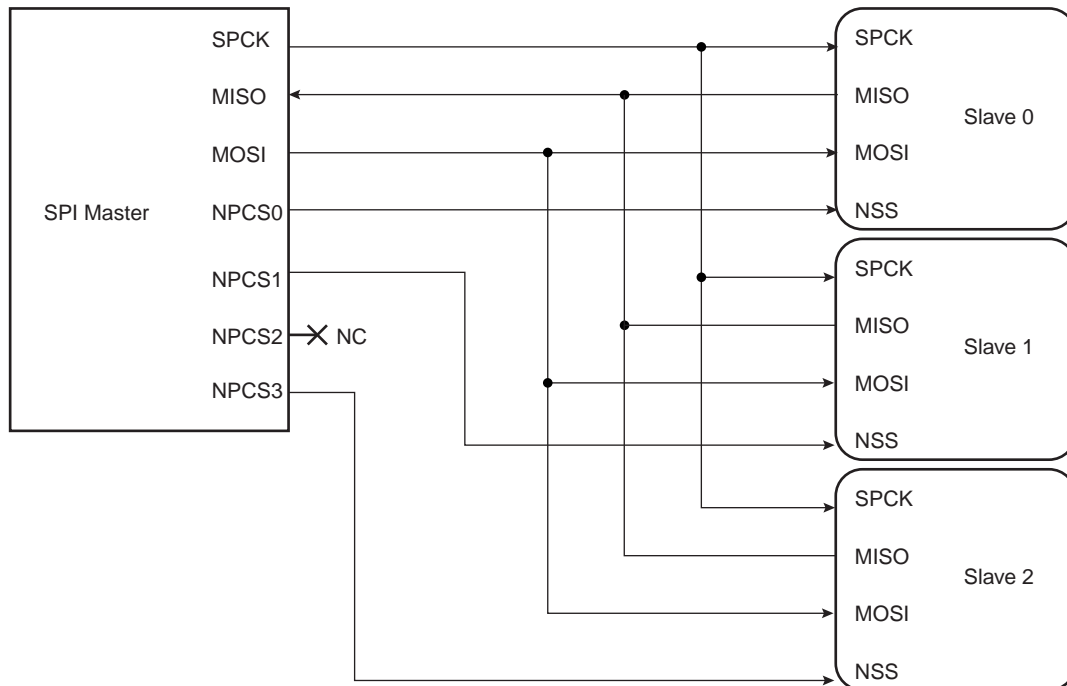 SPI Master
SPCK
MISO
MOSI
NPCS0
NPCS1
NPCS2
NC
NPCS3
SPCK
MISO
Slave 0
MOSI
NSS
SPCK
MISO
Slave 1
MOSI
NSS
SPCK
MISO
Slave 2
MOSI
NSS